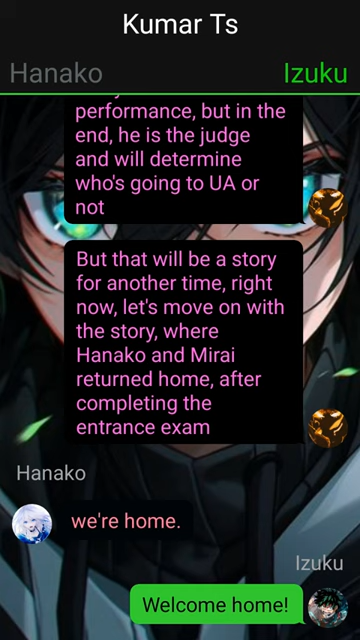 Kumar Ts
Hanako
Izuku
performance, but in the
end, he is the judge
and will determine
who's going to UA or
not
But that will be a story
for another time, right
now, let's move on with
the story, where
Hanako and Mirai
returned home, after
completing the
entrance exam
Hanako
we're home.
Izuku
Welcome home!